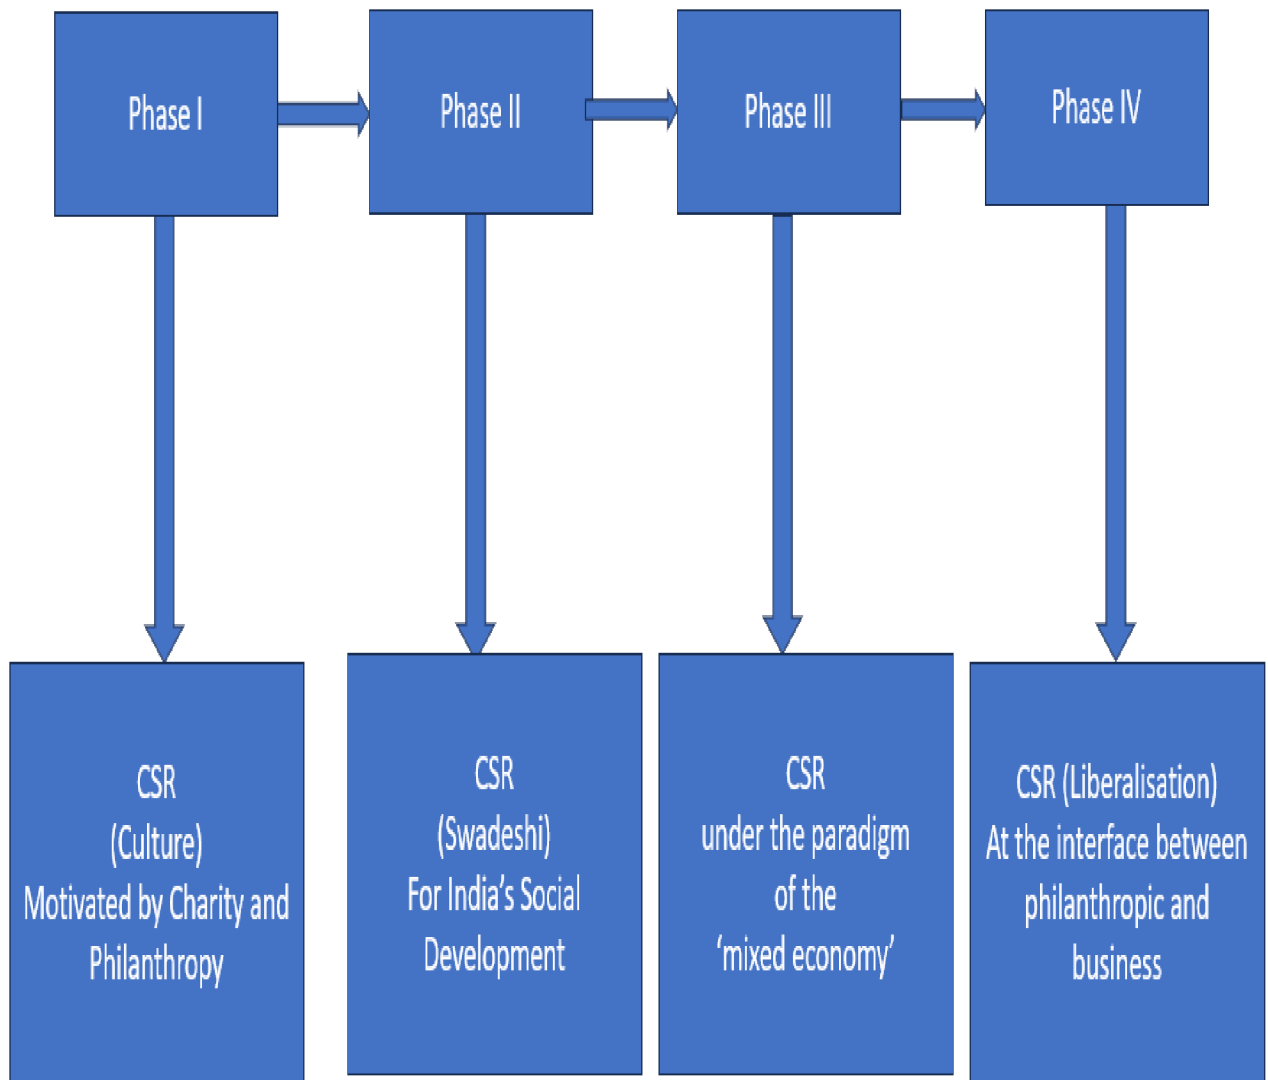 Phase I
Phase II
Phase III
Phase IV
CSR
(Culture)
Motivated by Charity and
Philanthropy
CSR
(Swadeshi)
For India’s Social
Development
CSR
under the paradigm
of the
‘mixed economy’
CSR (Liberalisation)
At the interface between
philanthropic and
business